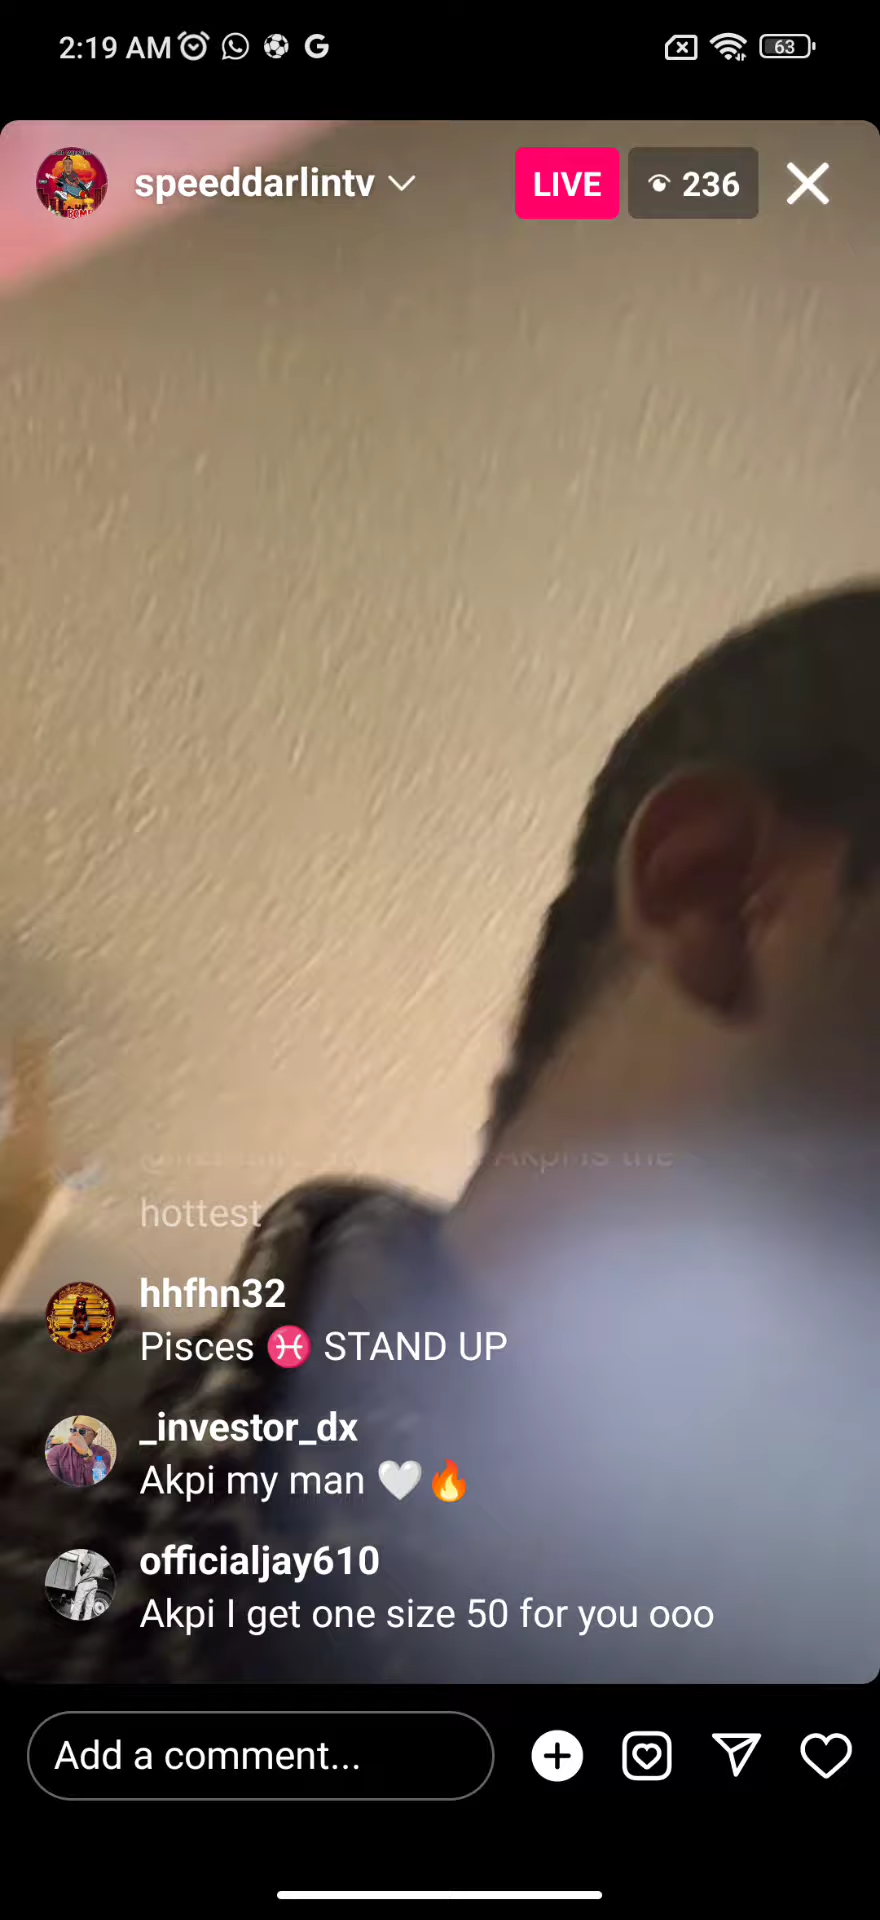 2:19 AM
63
speeddarlintv
LIVE
236
hottest
hhfhn32
Pisces ♓ STAND UP
_investor_dx
Akpi my man 🤍🔥
officialjay610
Akpi I get one size 50 for you ooo
Add a comment...